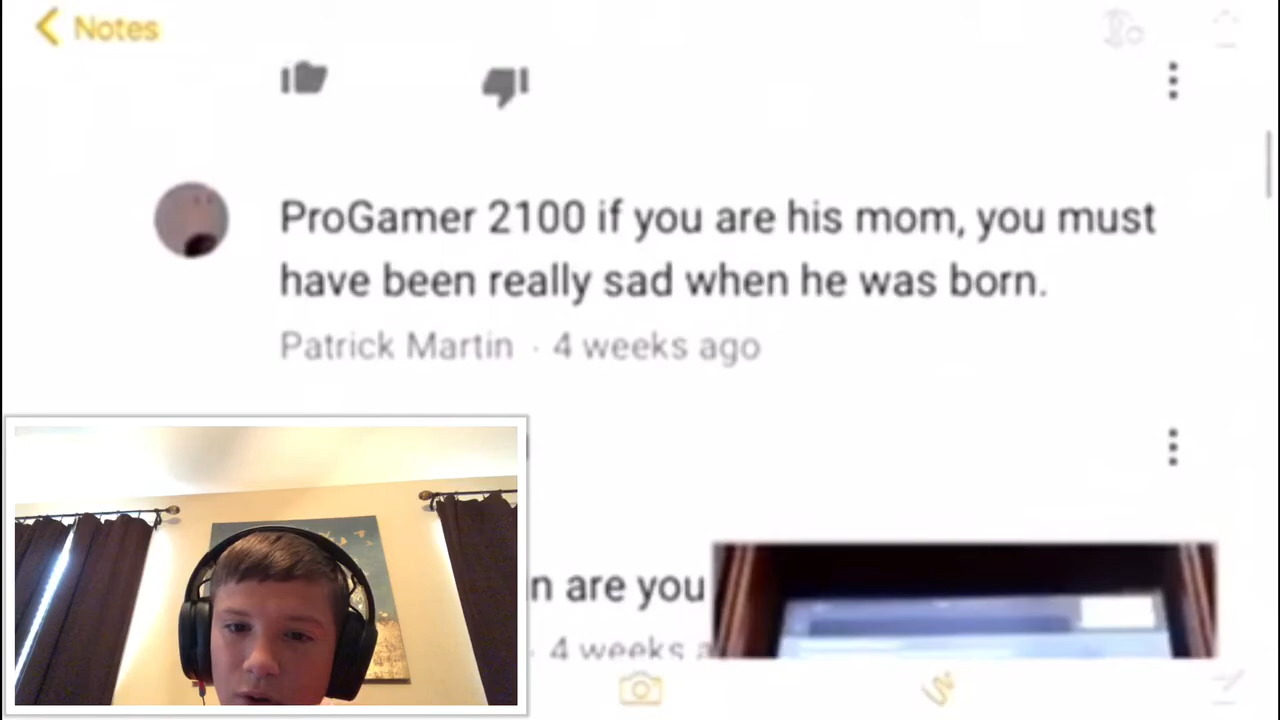 Notes
ProGamer 2100 if you are his mom, you must
have been really sad when he was born.
Patrick Martin · 4 weeks ago
are you
4 weeks